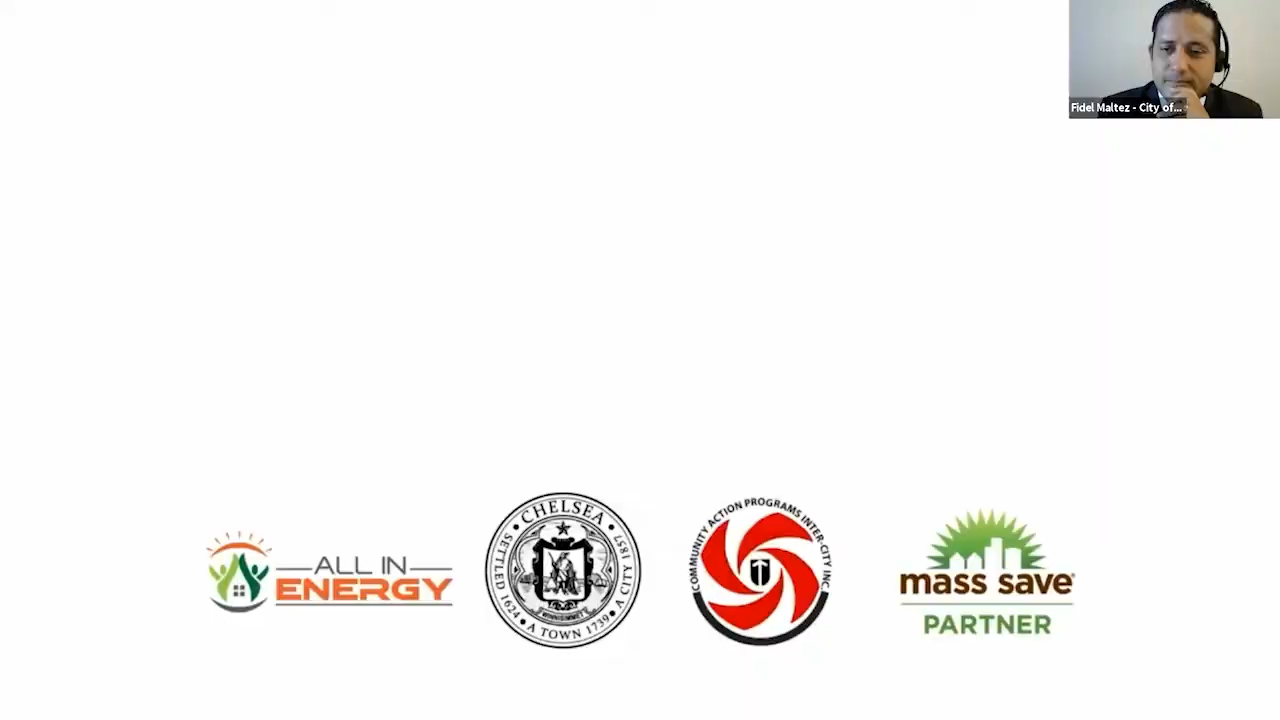 Fidel Maltez - City of...
ALL IN
ENERGY
CHELSEA
SETTLED 1624 • A TOWN 1739 • A CITY 1857
COMMUNITY ACTION PROGRAMS INTER-CITY INC.
mass save®
PARTNER